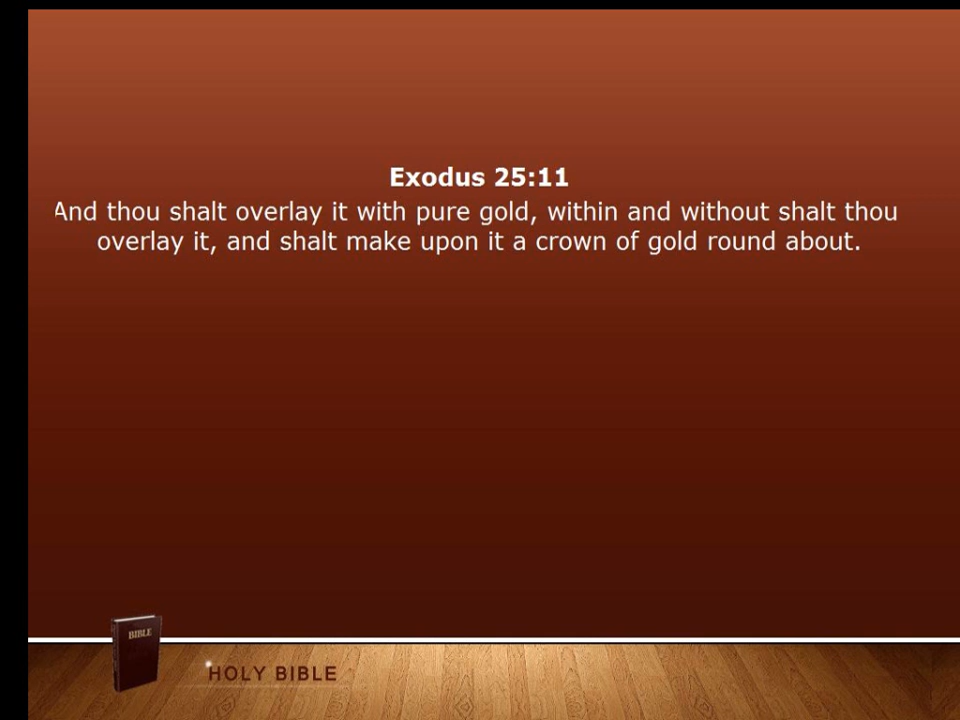 Exodus 25:11
And thou shalt overlay it with pure gold, within and without shalt thou
overlay it, and shalt make upon it a crown of gold round about.
BIBLE
HOLY BIBLE